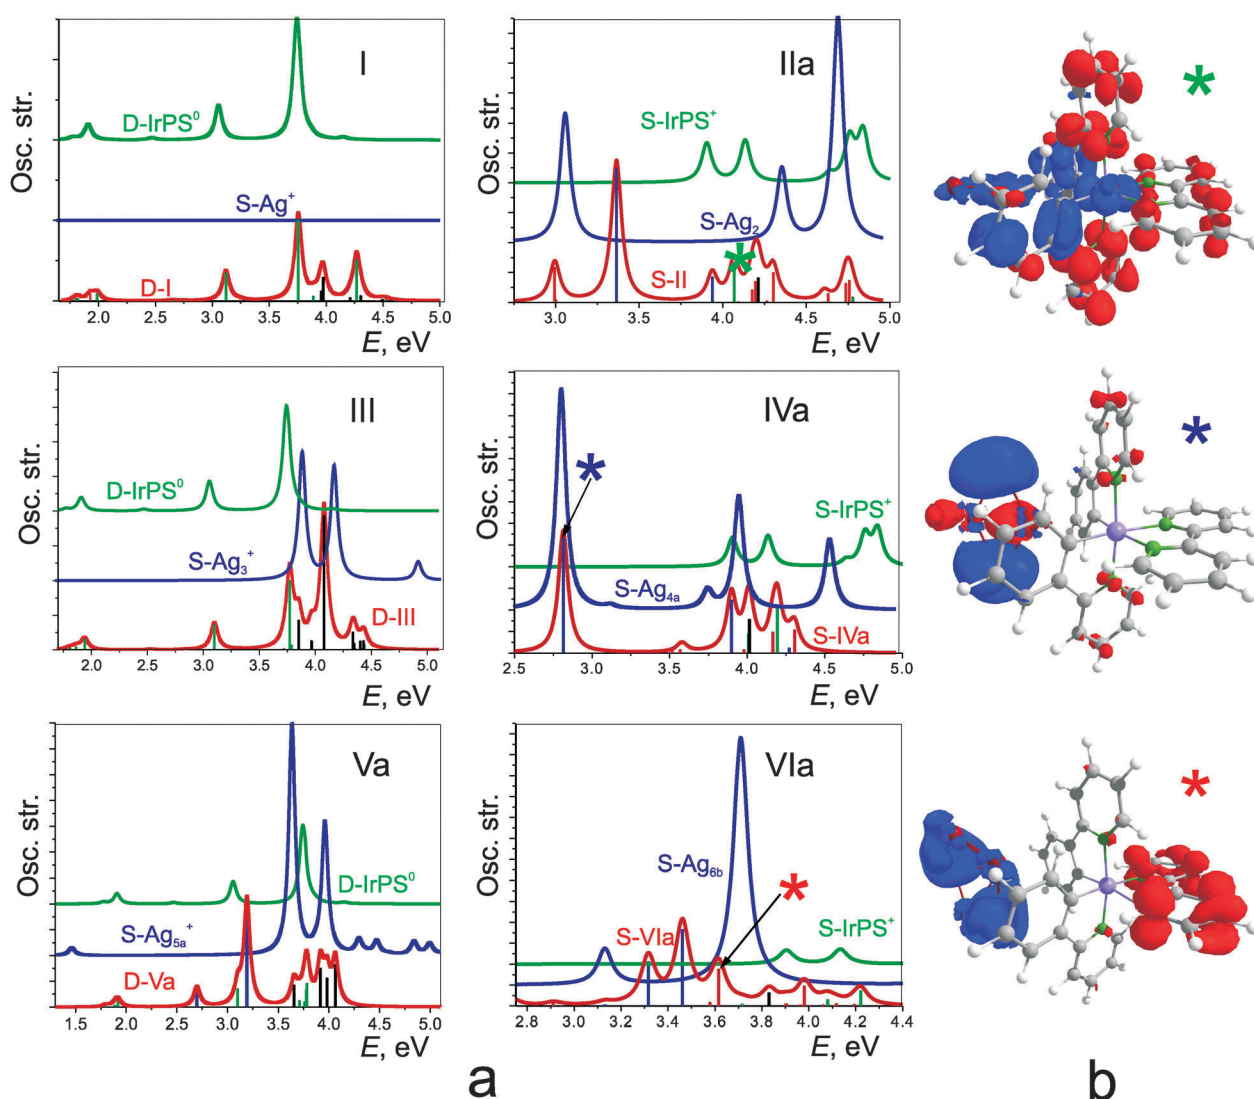 Osc. str.
I
D-IrPS⁰
S-Ag⁺
D-I
2.0 2.5 3.0 3.5 4.0 4.5 5.0
E, eV
Osc. str.
IIa
S-IrPS⁺
S-Ag₂
*
S-II
3.0 3.5 4.0 4.5 5.0
E, eV
*
Osc. str.
III
D-IrPS⁰
S-Ag₃⁺
D-III
2.0 2.5 3.0 3.5 4.0 4.5 5.0
E, eV
Osc. str.
IVa
*
S-IrPS⁺
S-Ag₄ₐ
S-IVa
2.5 3.0 3.5 4.0 4.5 5.0
E, eV
*
Osc. str.
Va
D-IrPS⁰
S-Ag₅ₐ⁺
D-Va
1.5 2.0 2.5 3.0 3.5 4.0 4.5 5.0
E, eV
Osc. str.
VIa
S-Ag6b
*
S-VIa
S-IrPS⁺
2.8 3.0 3.2 3.4 3.6 3.8 4.0 4.2 4.4
E, eV
*
a
b